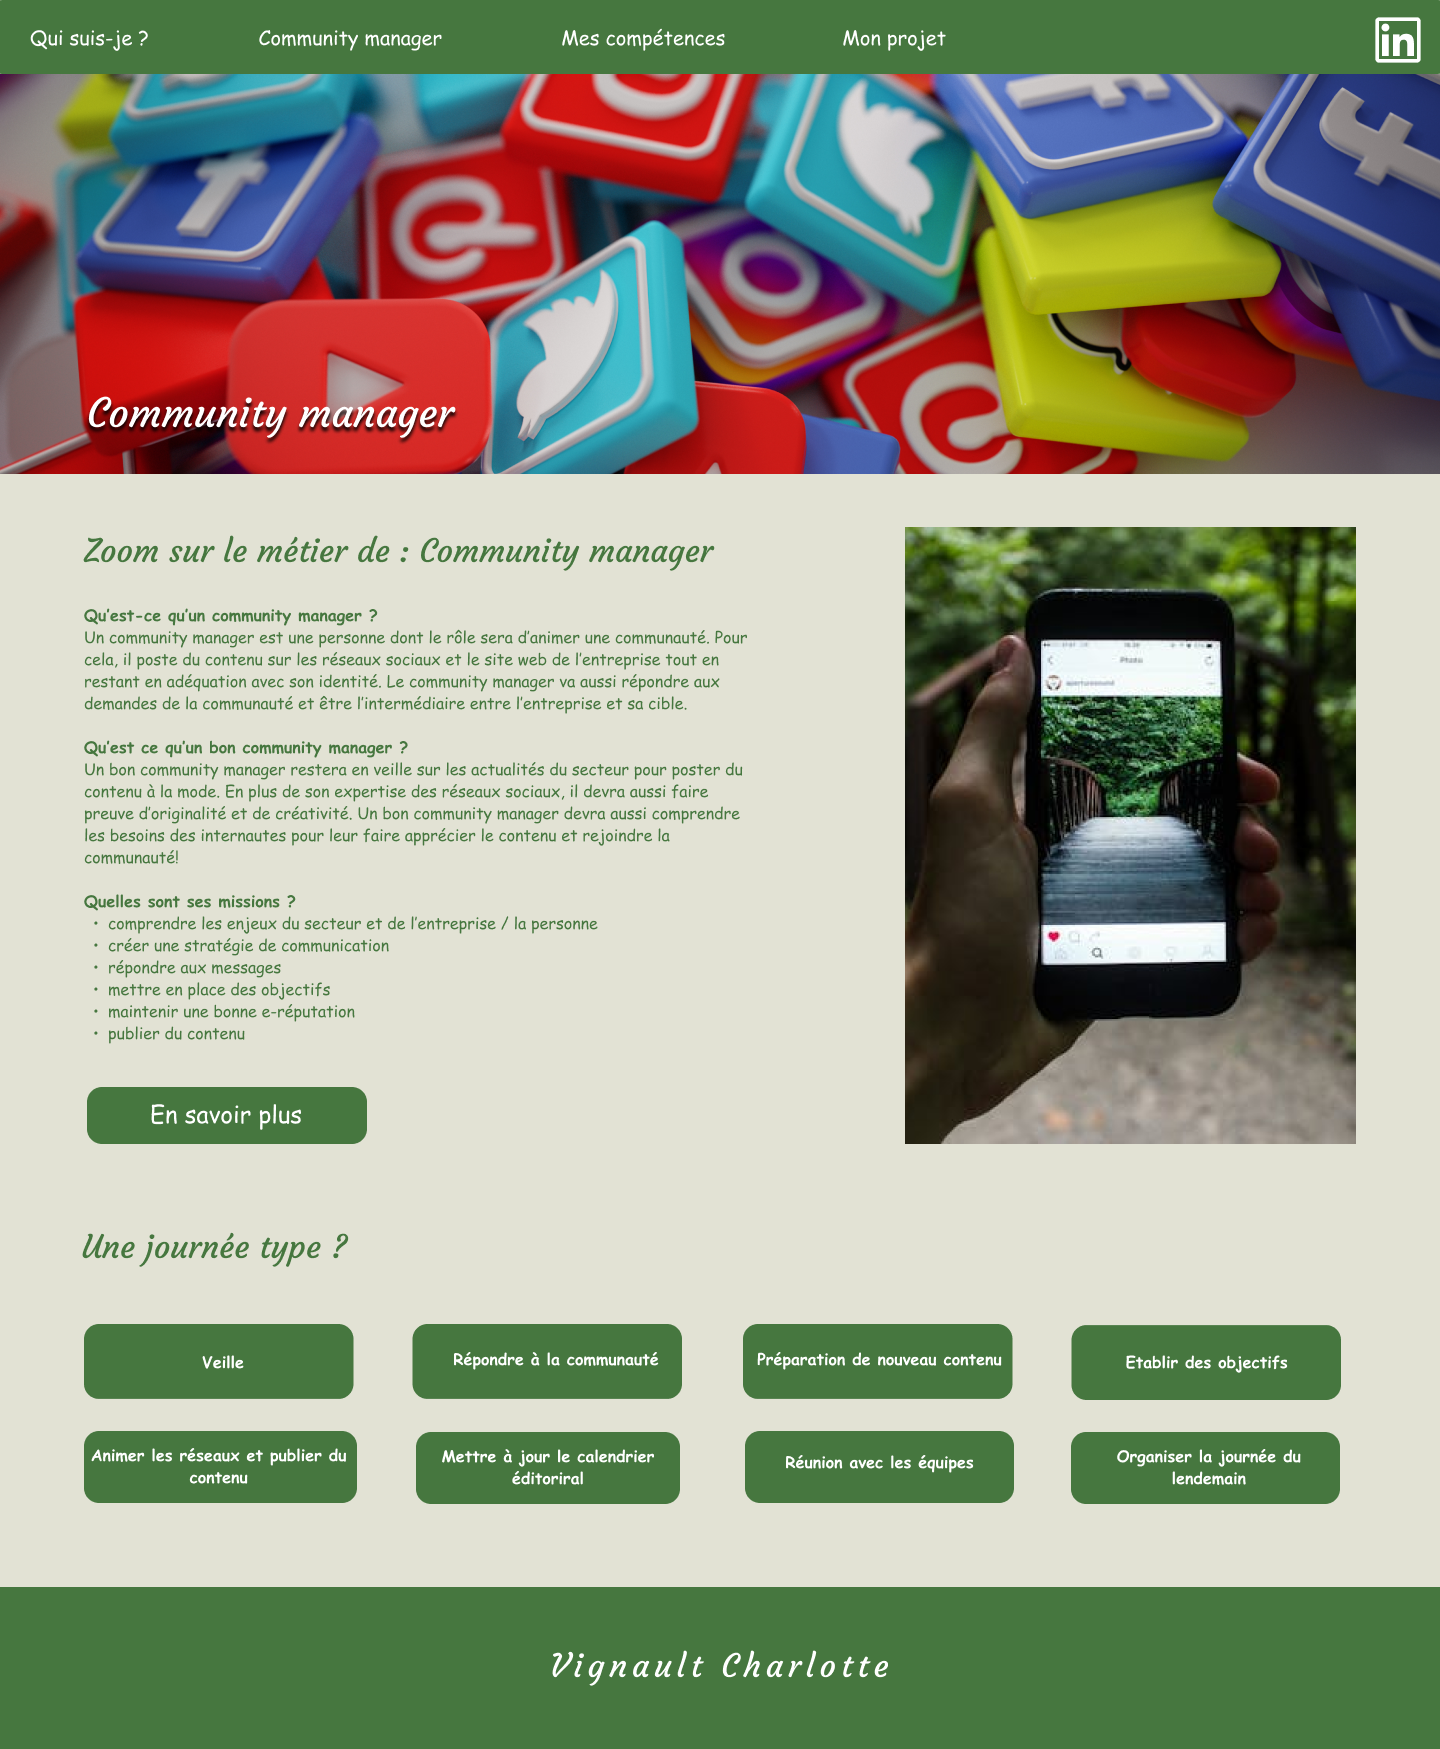 Qui suis-je ?
Community manager
Mes compétences
Mon projet
in
Community manager
Zoom sur le métier de : Community manager
Qu'est-ce qu'un community manager ?
Un community manager est une personne dont le rôle sera d'animer une communauté. Pour
cela, il poste du contenu sur les réseaux sociaux et le site web de l'entreprise tout en
restant en adéquation avec son identité. Le community manager va aussi répondre aux
demandes de la communauté et être l'intermédiaire entre l'entreprise et sa cible.
Qu'est ce qu'un bon community manager ?
Un bon community manager restera en veille sur les actualités du secteur pour poster du
contenu à la mode. En plus de son expertise des réseaux sociaux, il devra aussi faire
preuve d'originalité et de créativité. Un bon community manager devra aussi comprendre
les besoins des internautes pour leur faire apprécier le contenu et rejoindre la
communauté!
Quelles sont ses missions ?
• comprendre les enjeux du secteur et de l'entreprise / la personne
• créer une stratégie de communication
• répondre aux messages
• mettre en place des objectifs
• maintenir une bonne e-réputation
• publier du contenu
Photo
En savoir plus
Une journée type ?
Veille
Répondre à la communauté
Préparation de nouveau contenu
Etablir des objectifs
Animer les réseaux et publier du
contenu
Mettre à jour le calendrier
éditoriral
Réunion avec les équipes
Organiser la journée du
lendemain
Vignault Charlotte